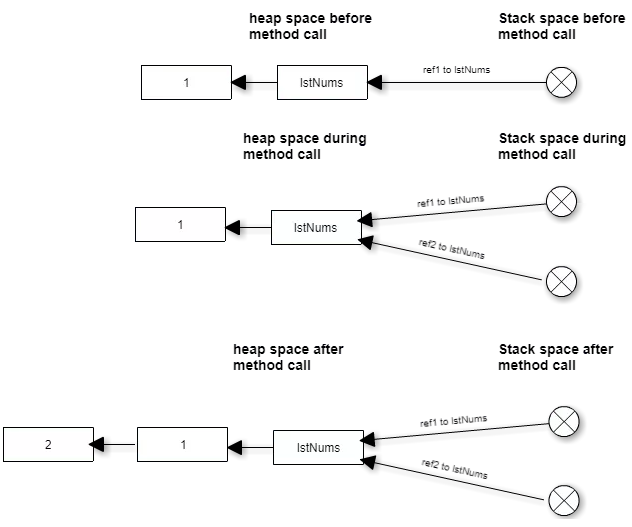 heap space before
method call
Stack space before
method call
1
lstNums
ref1 to lstNums
heap space during
method call
Stack space during
method call
1
lstNums
ref1 to lstNums
ref2 to lstNums
heap space after
method call
Stack space after
method call
2
1
lstNums
ref1 to lstNums
ref2 to lstNums